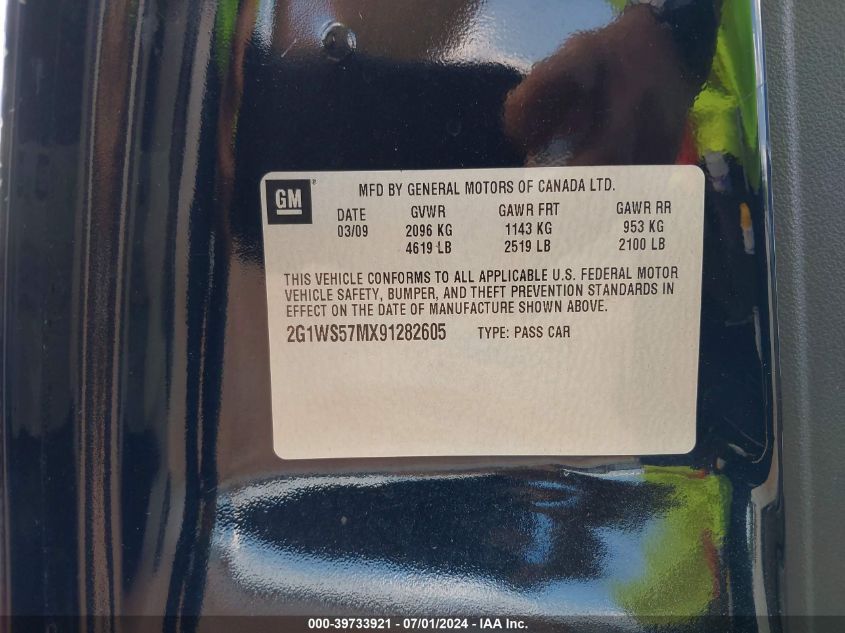 GM
MFD BY GENERAL MOTORS OF CANADA LTD.
DATE GVWR GAWR FRT GAWR RR
03/09 2096 KG 1143 KG 953 KG
4619 LB 2519 LB 2100 LB
THIS VEHICLE CONFORMS TO ALL APPLICABLE U.S. FEDERAL MOTOR
VEHICLE SAFETY, BUMPER, AND THEFT PREVENTION STANDARDS IN
EFFECT ON THE DATE OF MANUFACTURE SHOWN ABOVE.
2G1WS57MX91282605 TYPE: PASS CAR
000-39733921 - 07/01/2024 - IAA Inc.